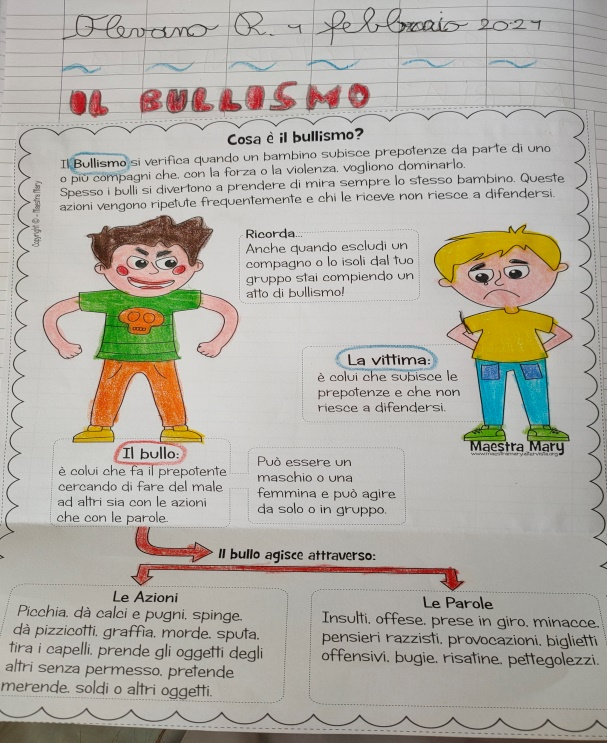 Olevano R. 4 febbraio 2024
IL BULLISMO
Cosa è il bullismo?
Il Bullismo si verifica quando un bambino subisce prepotenze da parte di uno
o più compagni che, con la forza o la violenza, vogliono dominarlo.
Spesso i bulli si divertono a prendere di mira sempre lo stesso bambino. Queste
azioni vengono ripetute frequentemente e chi le riceve non riesce a difendersi.
Copyright © - Maestra Mary
Ricorda...
Anche quando escludi un
compagno o lo isoli dal tuo
gruppo stai compiendo un
atto di bullismo!
La vittima:
è colui che subisce le
prepotenze e che non
riesce a difendersi.
Maestra Mary
www.maestramary.altervista.org
Il bullo:
è colui che fa il prepotente
cercando di fare del male
ad altri sia con le azioni
che con le parole.
Può essere un
maschio o una
femmina e può agire
da solo o in gruppo.
Il bullo agisce attraverso:
Le Azioni
Picchia, dà calci e pugni, spinge,
dà pizzicotti, graffia, morde, sputa,
tira i capelli, prende gli oggetti degli
altri senza permesso, pretende
merende, soldi o altri oggetti.
Le Parole
Insulti, offese, prese in giro, minacce,
pensieri razzisti, provocazioni, biglietti
offensivi, bugie, risatine, pettegolezzi.